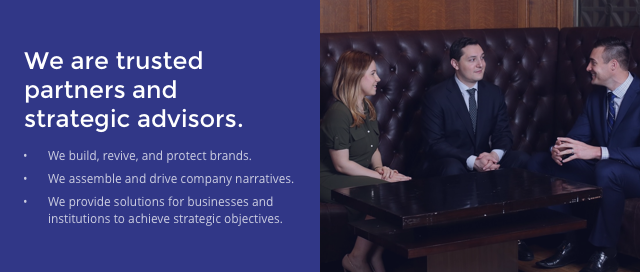 We are trusted
partners and
strategic advisors.
• We build, revive, and protect brands.
• We assemble and drive company narratives.
• We provide solutions for businesses and
institutions to achieve strategic objectives.